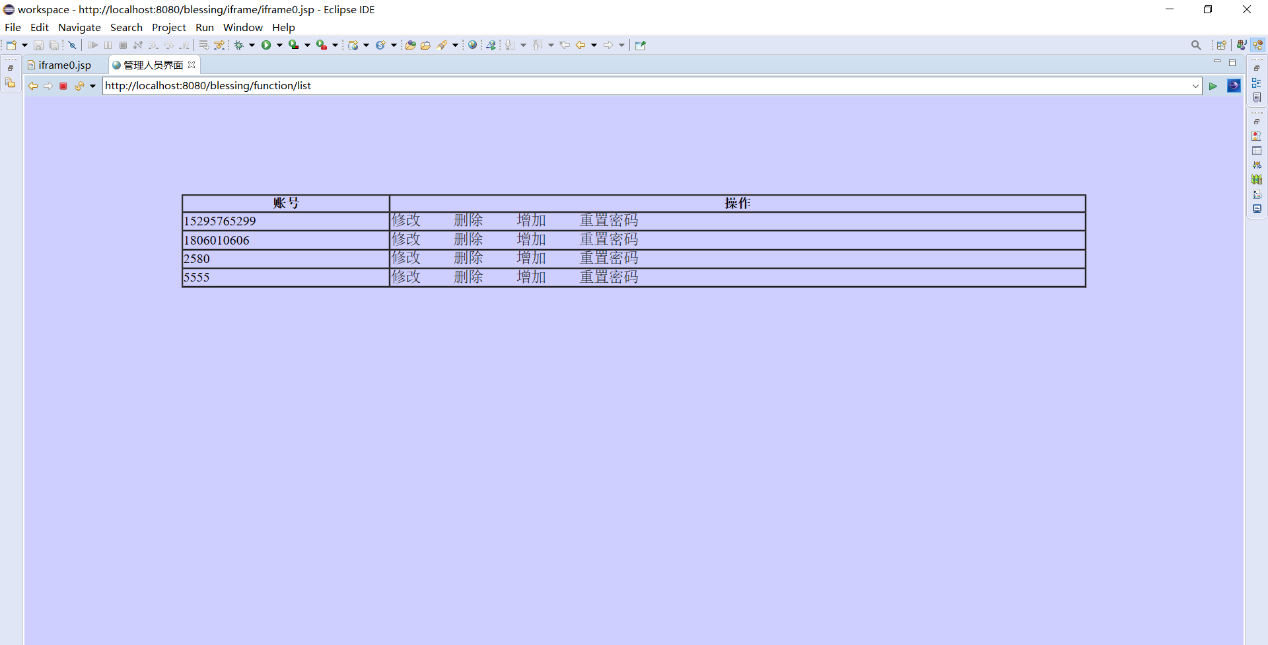 workspace - http://localhost:8080/blessing/iframe/iframe0.jsp - Eclipse IDE
File Edit Navigate Search Project Run Window Help
iframe0.jsp 管理人员界面
http://localhost:8080/blessing/function/list
账号 操作
15295765299 修改 删除 增加 重置密码
1806010606 修改 删除 增加 重置密码
2580 修改 删除 增加 重置密码
5555 修改 删除 增加 重置密码